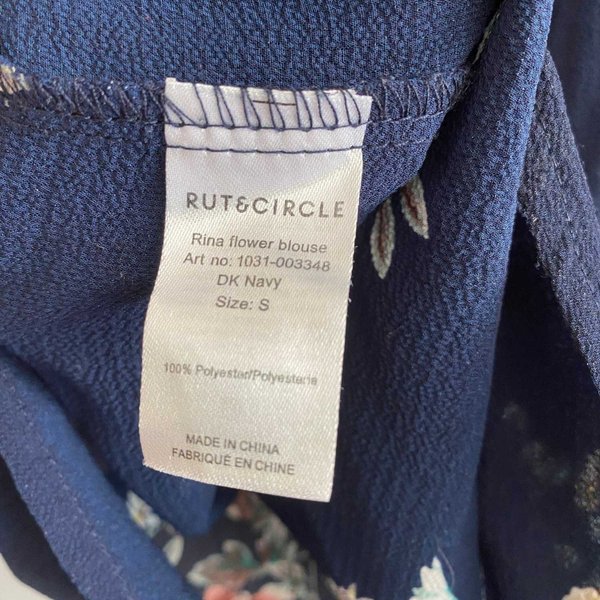 RUT&CIRCLE
Rina flower blouse
Art no: 1031-003348
DK Navy
Size: S
100% Polyester/Polyesterie
MADE IN CHINA
FABRIQUÉ EN CHINE